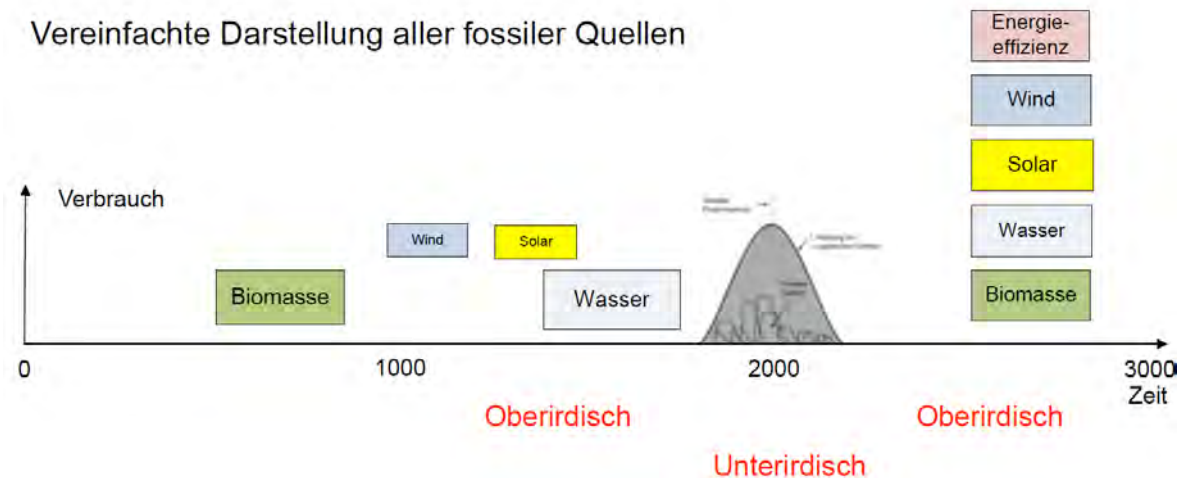 Vereinfachte Darstellung aller fossiler Quellen
Energie-
effizienz
Wind
Solar
Wasser
Biomasse
Verbrauch
Wind
Solar
Biomasse
Wasser
0
1000
2000
3000
Zeit
Oberirdisch
Oberirdisch
Unterirdisch